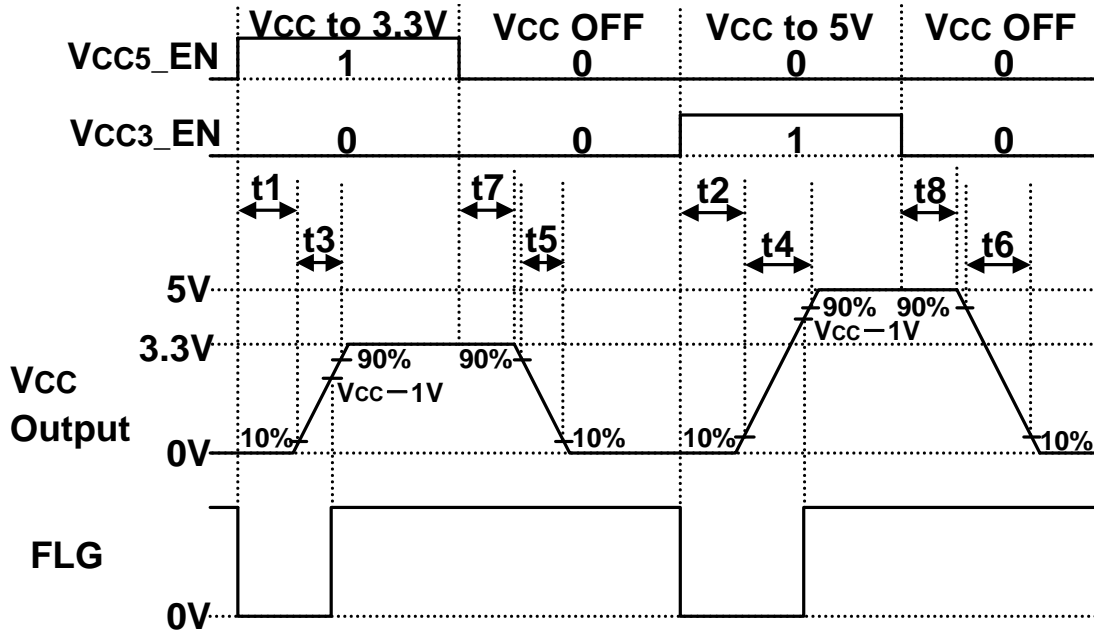 Vcc to 3.3V Vcc OFF Vcc to 5V Vcc OFF
Vcc5_EN 1 0 0 0
Vcc3_EN 0 0 1 0
t1 t7 t2 t8
t3 t5 t4 t6
5V
90% 90%
Vcc－1V
3.3V
90% 90%
Vcc－1V
Vcc
Output
10% 10% 10% 10%
0V
FLG
0V